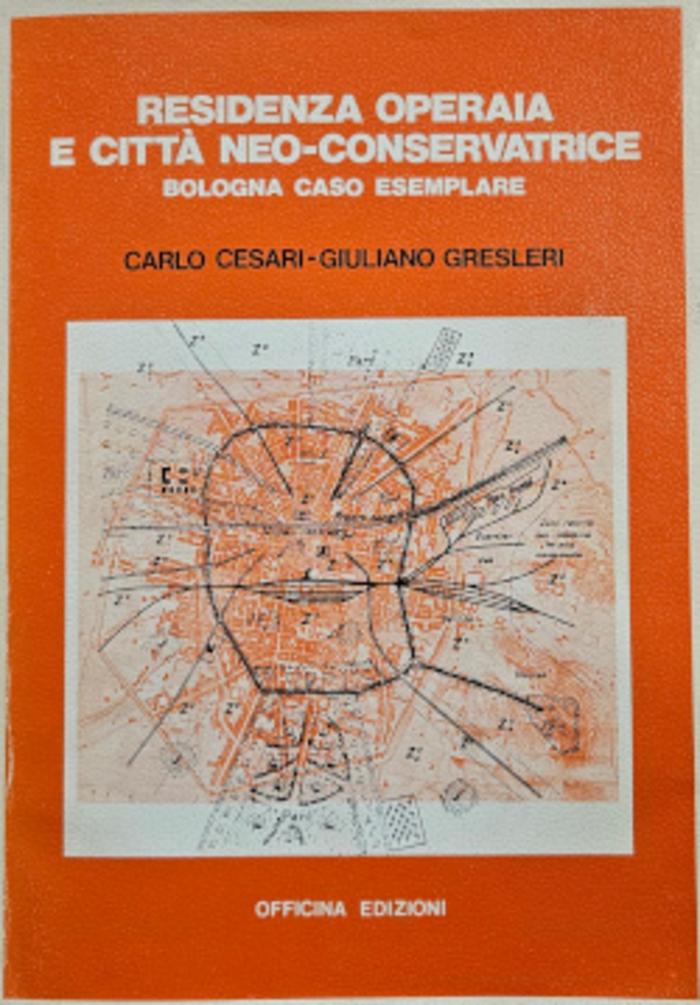 RESIDENZA OPERAIA
E CITTÀ NEO-CONSERVATRICE
BOLOGNA CASO ESEMPLARE
CARLO CESARI-GIULIANO GRESLERI
OFFICINA EDIZIONI